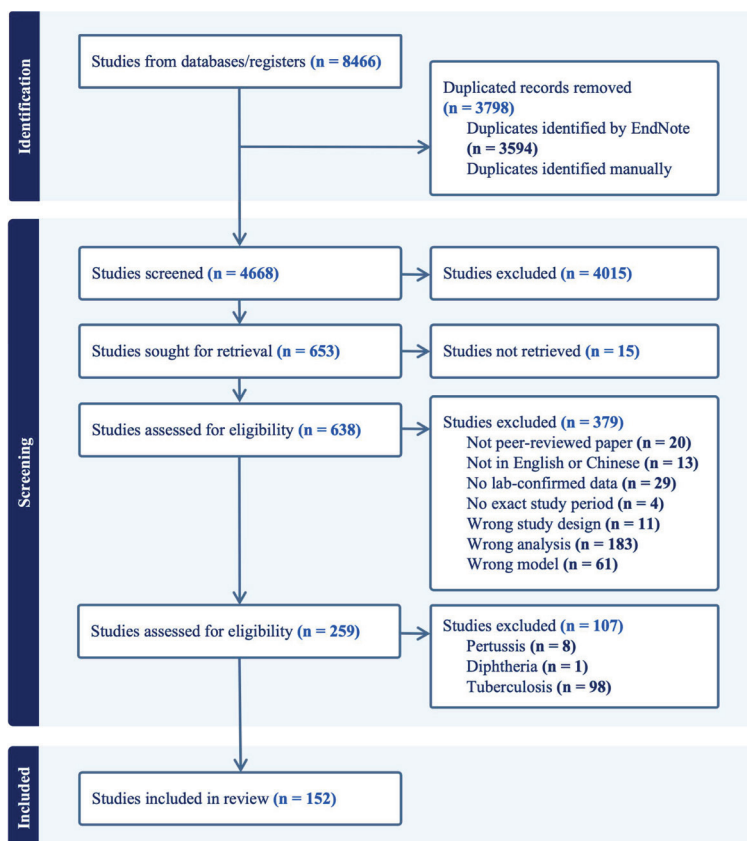 Identification
Studies from databases/registers (n = 8466)
Duplicated records removed
(n = 3798)
Duplicates identified by EndNote
(n = 3594)
Duplicates identified manually
Screening
Studies screened (n = 4668)
Studies excluded (n = 4015)
Studies sought for retrieval (n = 653)
Studies not retrieved (n = 15)
Studies assessed for eligibility (n = 638)
Studies excluded (n = 379)
Not peer-reviewed paper (n = 20)
Not in English or Chinese (n = 13)
No lab-confirmed data (n = 29)
No exact study period (n = 4)
Wrong study design (n = 11)
Wrong analysis (n = 183)
Wrong model (n = 61)
Studies assessed for eligibility (n = 259)
Studies excluded (n = 107)
Pertussis (n = 8)
Diphtheria (n = 1)
Tuberculosis (n = 98)
Included
Studies included in review (n = 152)